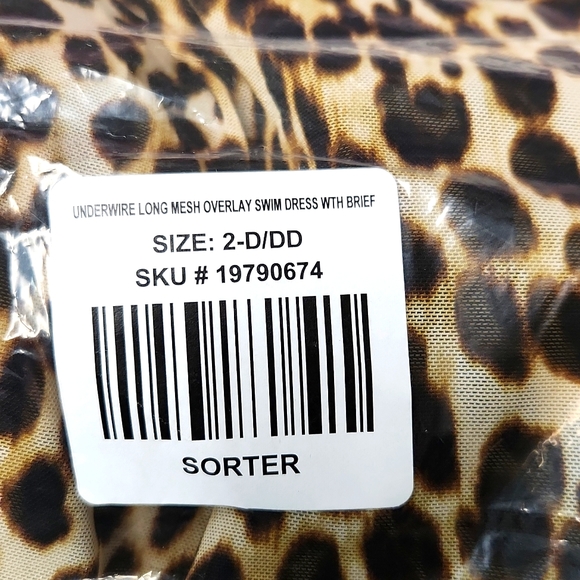 UNDERWIRE LONG MESH OVERLAY SWIM DRESS WTH BRIEF
SIZE: 2-D/DD
SKU # 19790674
SORTER